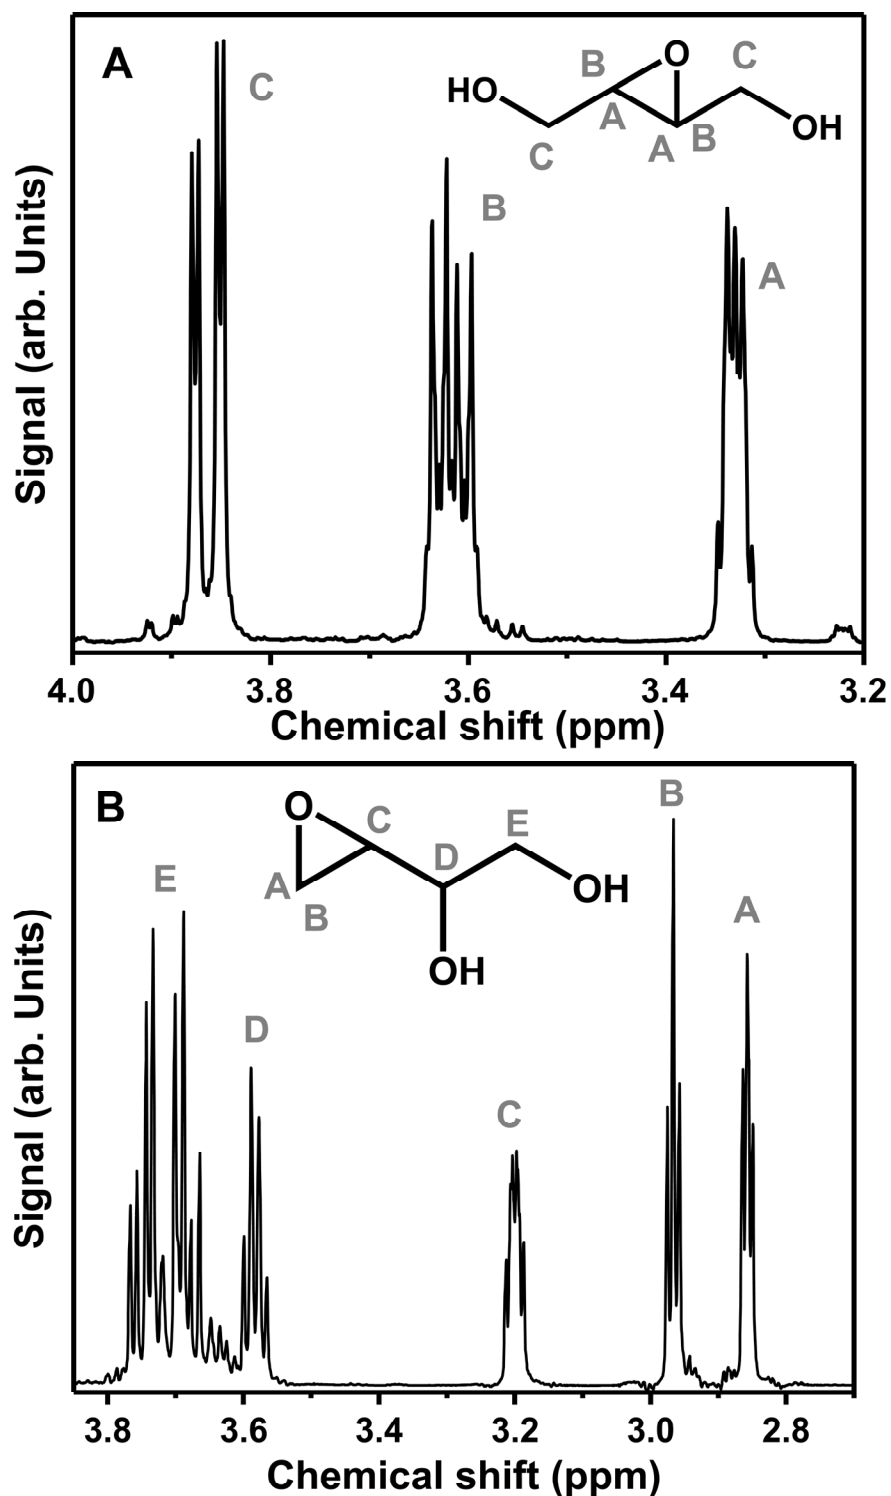 A
C
O
B
C
HO
A
A
B
OH
C
B
A
Signal (arb. Units)
4.0 3.8 3.6 3.4 3.2
Chemical shift (ppm)
B
O
C
E
B
E
D
A
OH
A
B
OH
D
C
Signal (arb. Units)
3.8 3.6 3.4 3.2 3.0 2.8
Chemical shift (ppm)